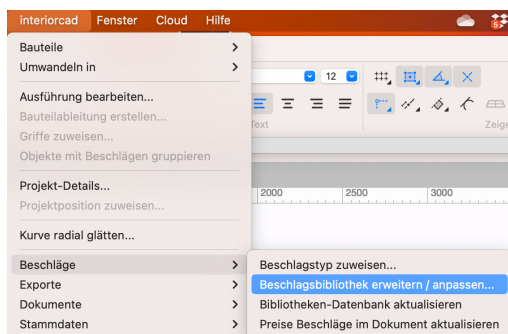 interiorcad Fenster Cloud Hilfe
5
Bauteile
Umwandeln in
12
Ausführung bearbeiten...
Bauteilableitung erstellen...
Griffe zuweisen...
Objekte mit Beschlägen gruppieren
Text
Zeige
Projekt-Details...
Projektposition zuweisen...
2000 2500 3000
Kurve radial glätten...
Beschläge
Exporte
Dokumente
Stammdaten
Beschlagstyp zuweisen...
Beschlagsbibliothek erweitern / anpassen...
Bibliotheken-Datenbank aktualisieren
Preise Beschläge im Dokument aktualisieren